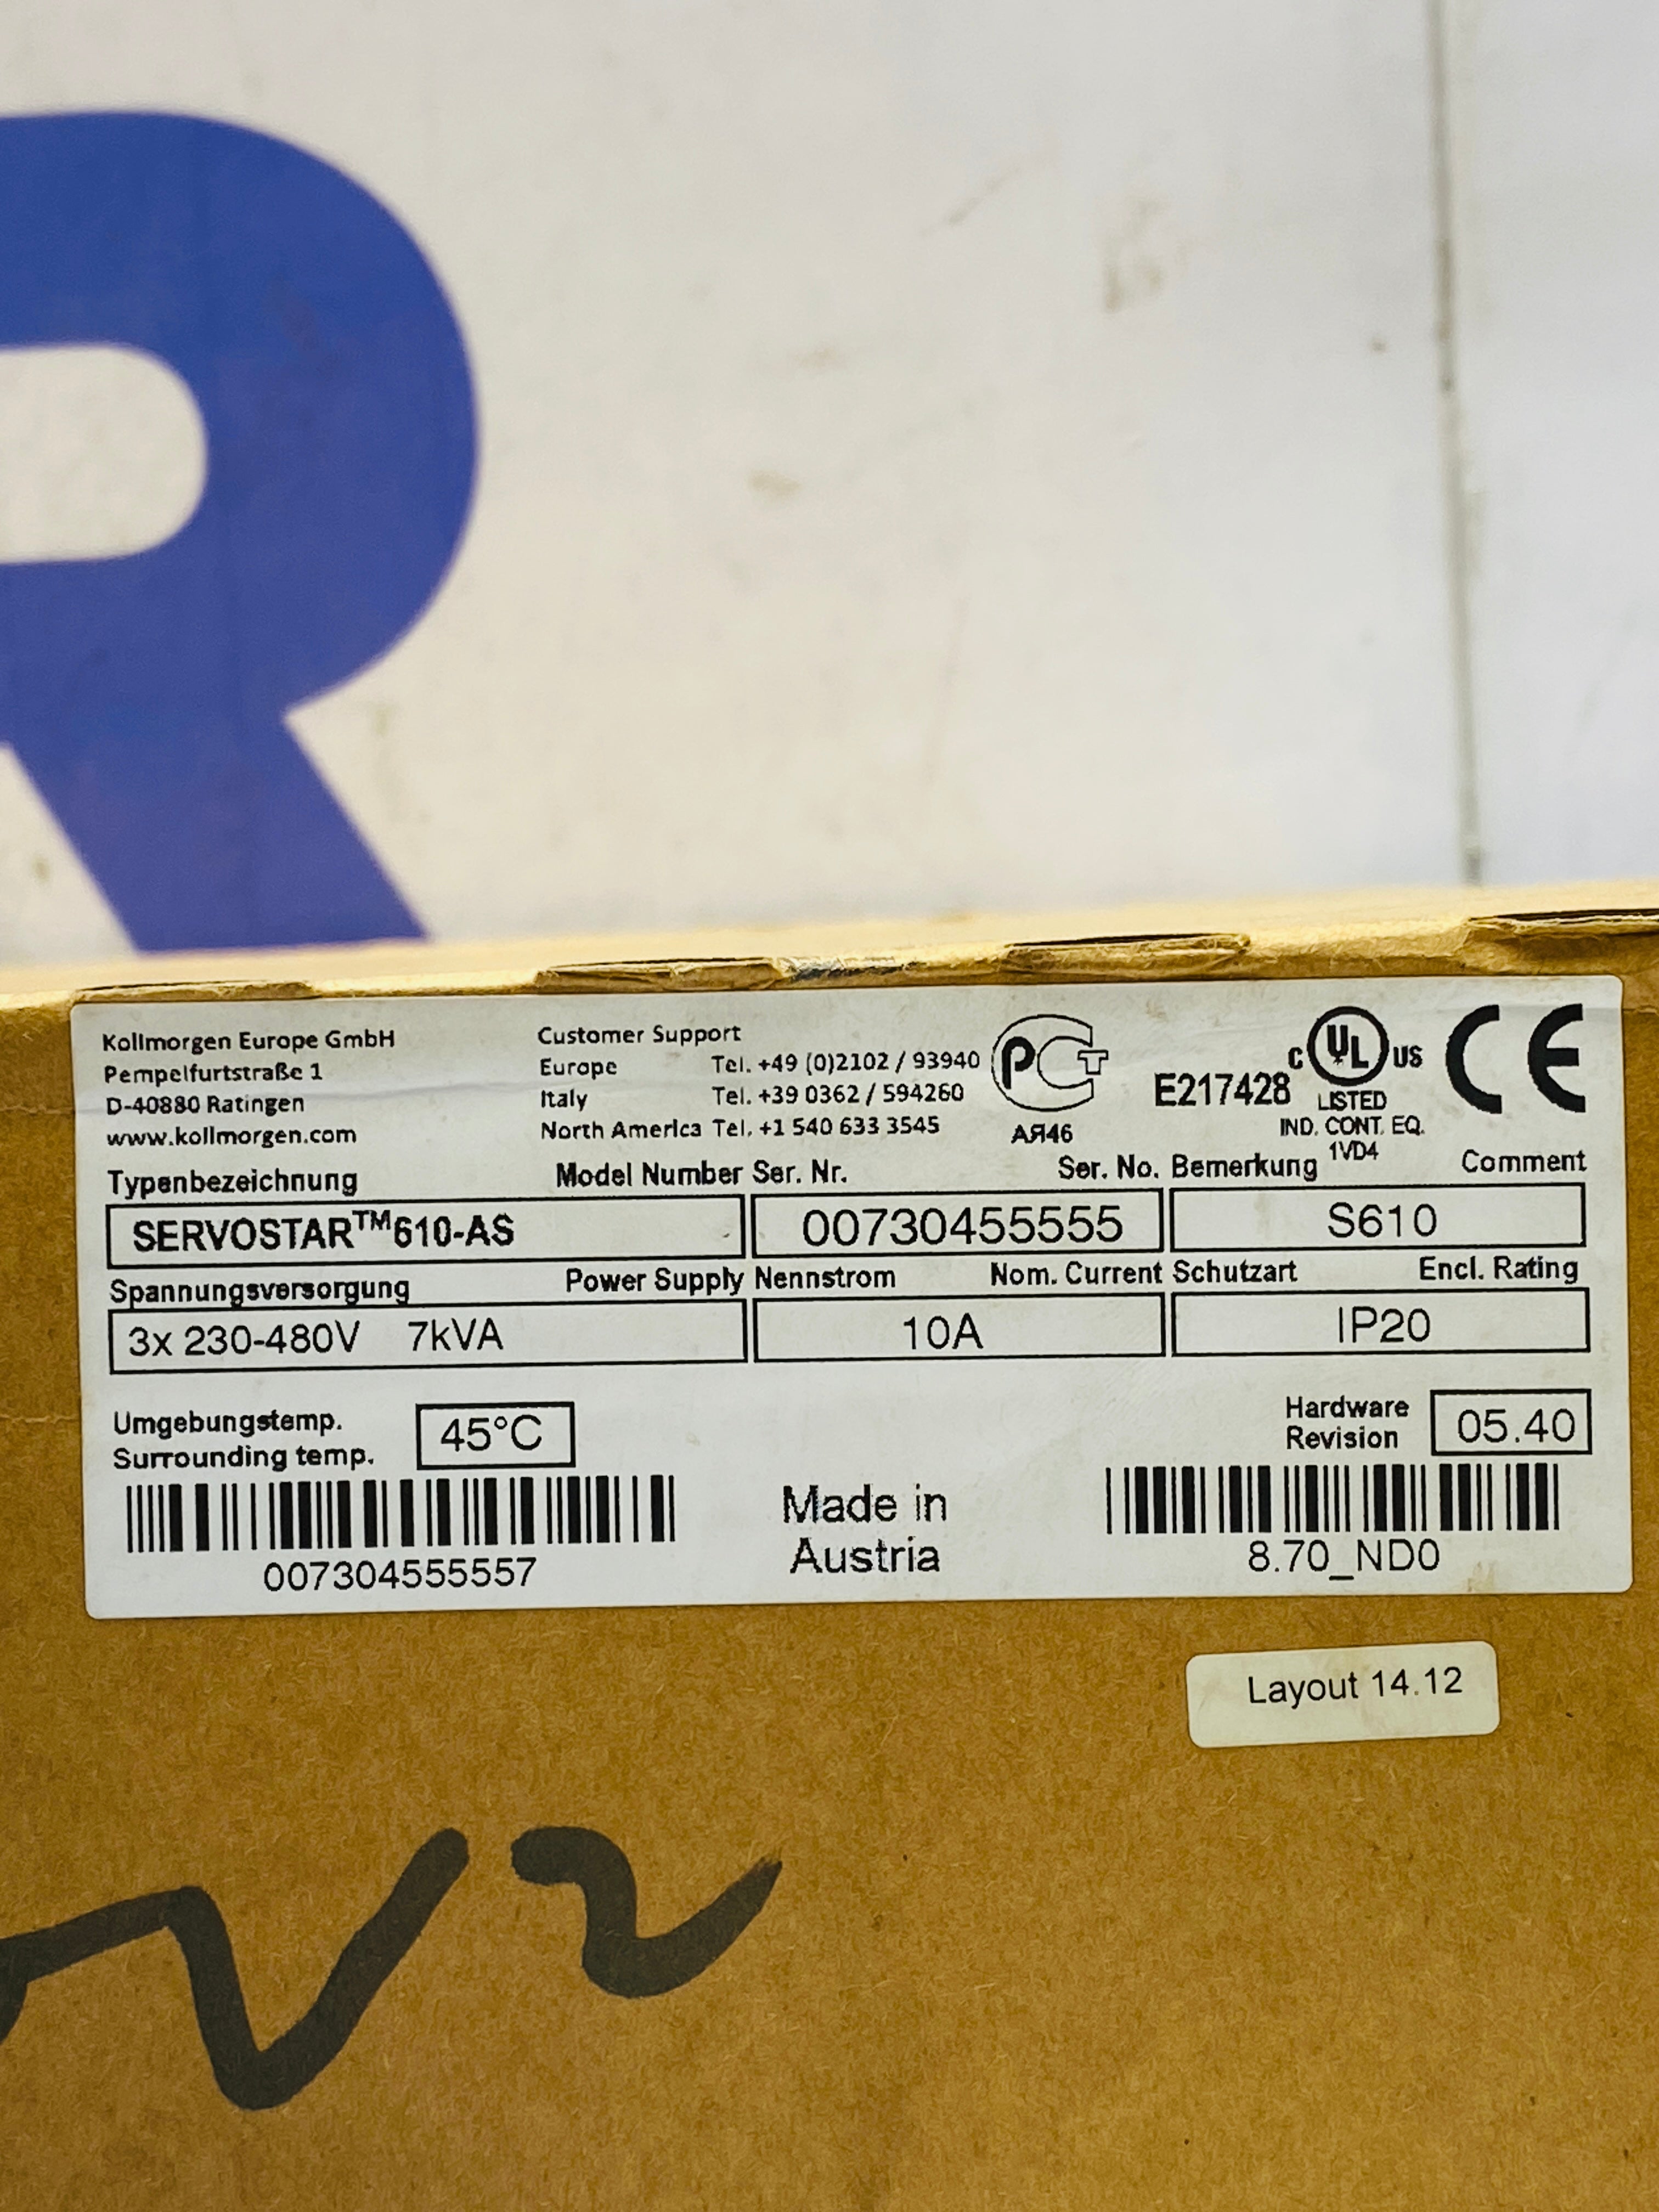 R
Kollmorgen Europe GmbH
Pempelfurtstraße 1
D-40880 Ratingen
www.kollmorgen.com
Customer Support
Europe Tel. +49 (0)2102 / 93940
Italy Tel. +39 0362 / 594260
North America Tel. +1 540 633 3545
РСТ
АЯ46
E217428
C UL US
LISTED
IND. CONT. EQ.
1VD4
CE
Typenbezeichnung Model Number Ser. Nr. Ser. No. Bemerkung Comment
SERVOSTAR™610-AS 00730455555 S610
Spannungsversorgung Power Supply Nennstrom Nom. Current Schutzart Encl. Rating
3x 230-480V 7kVA 10A IP20
Umgebungstemp.
Surrounding temp.
45°C
Hardware
Revision
05.40
007304555557
Made in
Austria
8.70_ND0
Layout 14.12